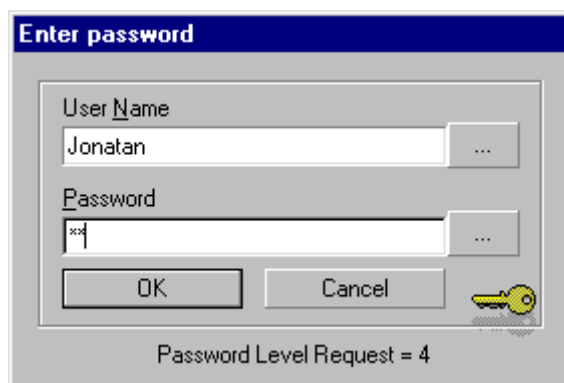 Enter password
User Name
Jonatan
...
Password
**
...
OK
Cancel
Password Level Request = 4